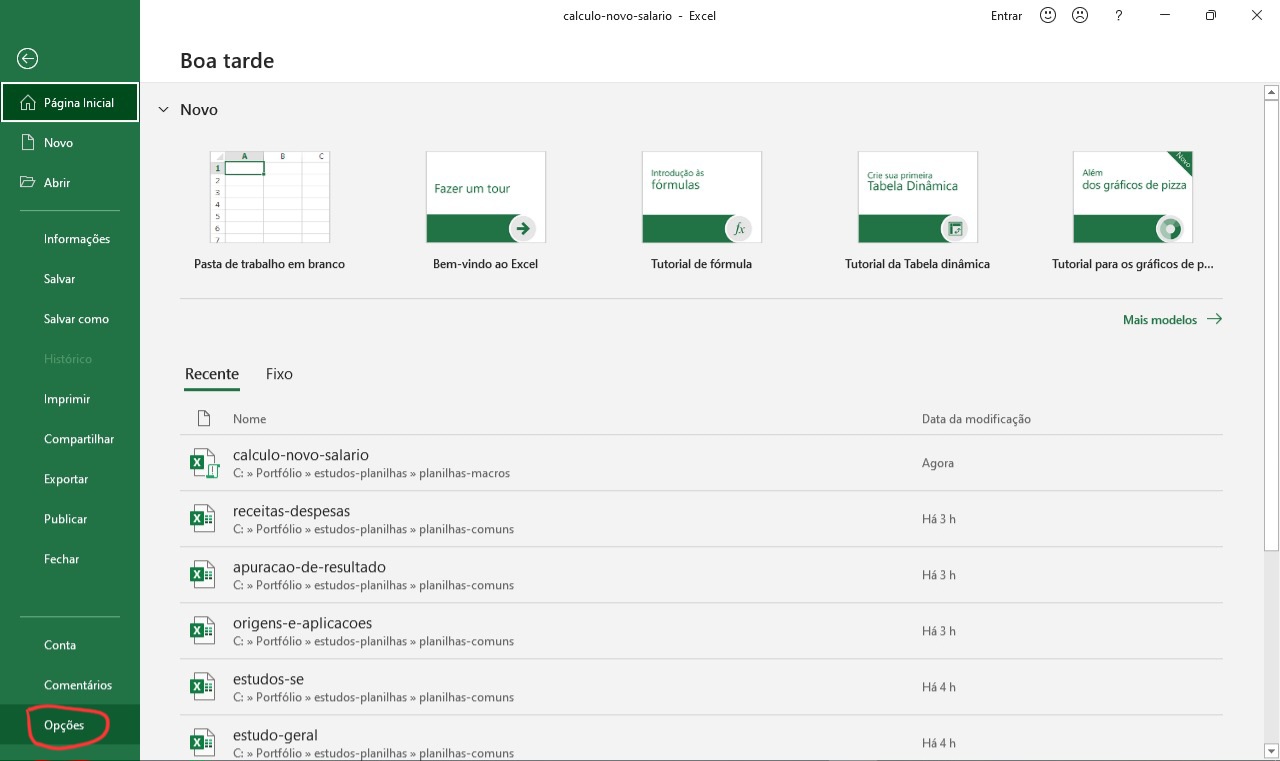 calculo-novo-salario - Excel
Entrar
?
Boa tarde
Página Inicial
Novo
Abrir
Informações
Salvar
Salvar como
Histórico
Imprimir
Compartilhar
Exportar
Publicar
Fechar
Conta
Comentários
Opções
Novo
A B C
1
2
3
4
5
6
7
Pasta de trabalho em branco
Fazer um tour
Bem-vindo ao Excel
Introdução às
fórmulas
fx
Tutorial de fórmula
Crie sua primeira
Tabela Dinâmica
Tutorial da Tabela dinâmica
Novo
Além
dos gráficos de pizza
Tutorial para os gráficos de p...
Mais modelos
Recente Fixo
Nome Data da modificação
calculo-novo-salario
C: » Portfólio » estudos-planilhas » planilhas-macros
Agora
receitas-despesas
C: » Portfólio » estudos-planilhas » planilhas-comuns
Há 3 h
apuracao-de-resultado
C: » Portfólio » estudos-planilhas » planilhas-comuns
Há 3 h
origens-e-aplicacoes
C: » Portfólio » estudos-planilhas » planilhas-comuns
Há 3 h
estudos-se
C: » Portfólio » estudos-planilhas » planilhas-comuns
Há 4 h
estudo-geral
C: » Portfólio » estudos-planilhas » planilhas-comuns
Há 4 h